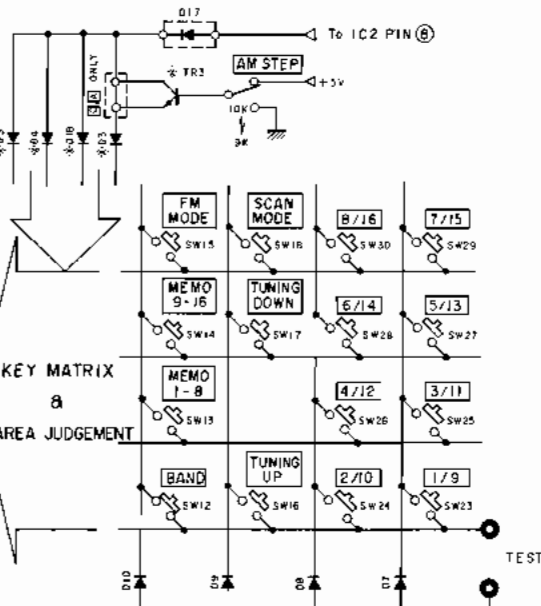 D17
To IC2 PIN ⑧
ONLY
※ TR3
AM STEP
+5V
10K
9K
※D4
※D18
※D3
FM MODE
SCAN MODE
8/16
7/15
SW15
SW18
SW30
SW29
MEMO 9-16
TUNING DOWN
6/14
5/13
SW14
SW17
SW28
SW27
KEY MATRIX
&
AREA JUDGEMENT
MEMO 1-8
4/12
3/11
SW13
SW26
SW25
BAND
TUNING UP
2/10
1/9
SW12
SW16
SW24
SW23
TEST
D10
D9
D8
D7